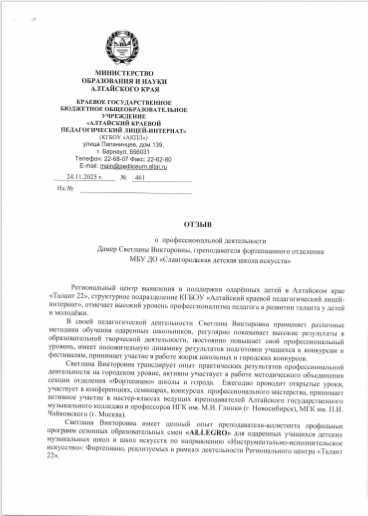 МИНИСТЕРСТВО
ОБРАЗОВАНИЯ И НАУКИ
АЛТАЙСКОГО КРАЯ
КРАЕВОЕ ГОСУДАРСТВЕННОЕ
БЮДЖЕТНОЕ ОБЩЕОБРАЗОВАТЕЛЬНОЕ
УЧРЕЖДЕНИЕ
«АЛТАЙСКИЙ КРАЕВОЙ
ПЕДАГОГИЧЕСКИЙ ЛИЦЕЙ-ИНТЕРНАТ»
(КГБОУ «АКПЛ»)
улица Папанинцев, дом 139,
г. Барнаул, 656031
Телефон: 22-68-07 Факс: 22-62-80
E-mail: main@pedliceum.altai.ru
24.11.2025 г. № 461
На №
ОТЗЫВ
о профессиональной деятельности
Дамер Светланы Викторовны, преподавателя фортепианного отделения
МБУ ДО «Славгородская детская школа искусств»
Региональный центр выявления и поддержки одарённых детей в Алтайском крае
«Талант 22», структурное подразделение КГБОУ «Алтайский краевой педагогический лицей-
интернат», отмечает высокий уровень профессионализма педагога в развитии таланта у детей
и молодёжи.
В своей педагогической деятельности Светлана Викторовна применяет различные
методики обучения одаренных школьников, регулярно показывает высокие результаты в
образовательной творческой деятельности, постоянно повышает свой профессиональный
уровень, имеет положительную динамику результатов подготовки учащихся к конкурсам и
фестивалям, принимает участие в работе жюри школьных и городских конкурсов.
Светлана Викторовна транслирует опыт практических результатов профессиональной
деятельности на городском уровне, активно участвует в работе методического объединения
секции отделения «Фортепиано» школы и города. Ежегодно проводит открытые уроки,
участвует в конференциях, семинарах, конкурсах профессионального мастерства, принимает
активное участие в мастер-классах ведущих преподавателей Алтайского государственного
музыкального колледжа и профессоров НГК им. М.И. Глинки (г. Новосибирск), МГК им. П.И.
Чайковского (г. Москва).
Светлана Викторовна имеет ценный опыт преподавателя-ассистента профильных
программ сезонных образовательных смен «ALLEGRO» для одаренных учащихся детских
музыкальных школ и школ искусств по направлению «Инструментально-исполнительское
искусство»: Фортепиано, реализуемых в рамках деятельности Регионального центра «Талант
22».